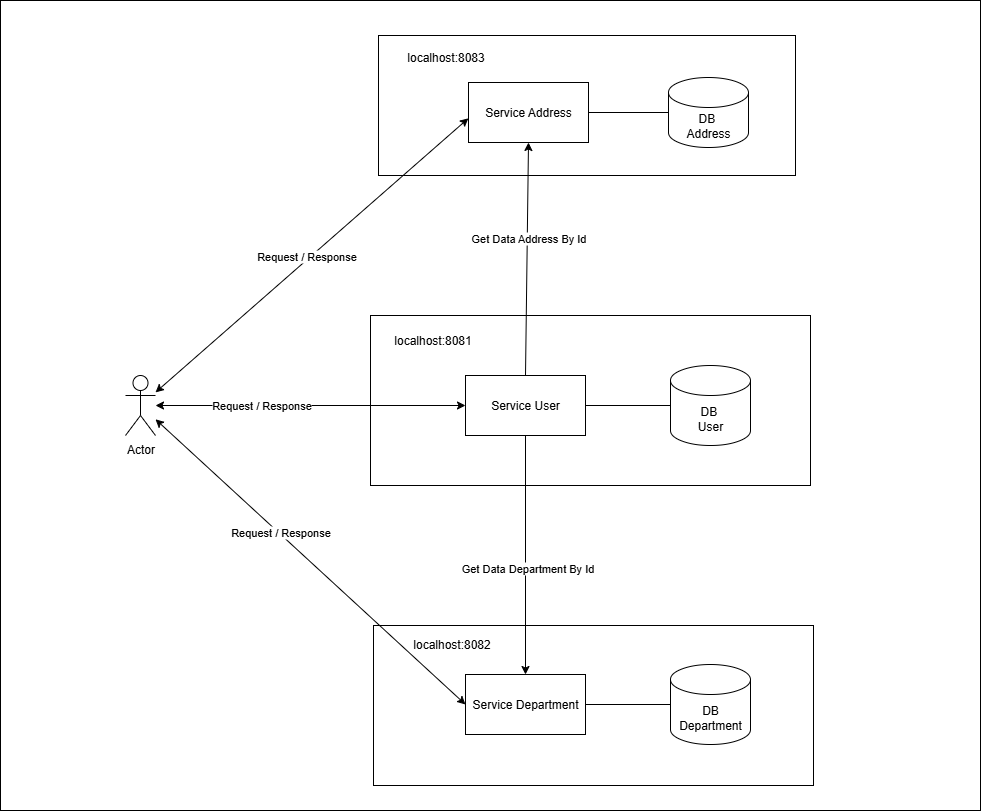 localhost:8083
Service Address
DB
Address
Get Data Address By Id
Request / Response
localhost:8081
Request / Response
Service User
DB
User
Actor
Request / Response
Get Data Department By Id
localhost:8082
Service Department
DB
Department